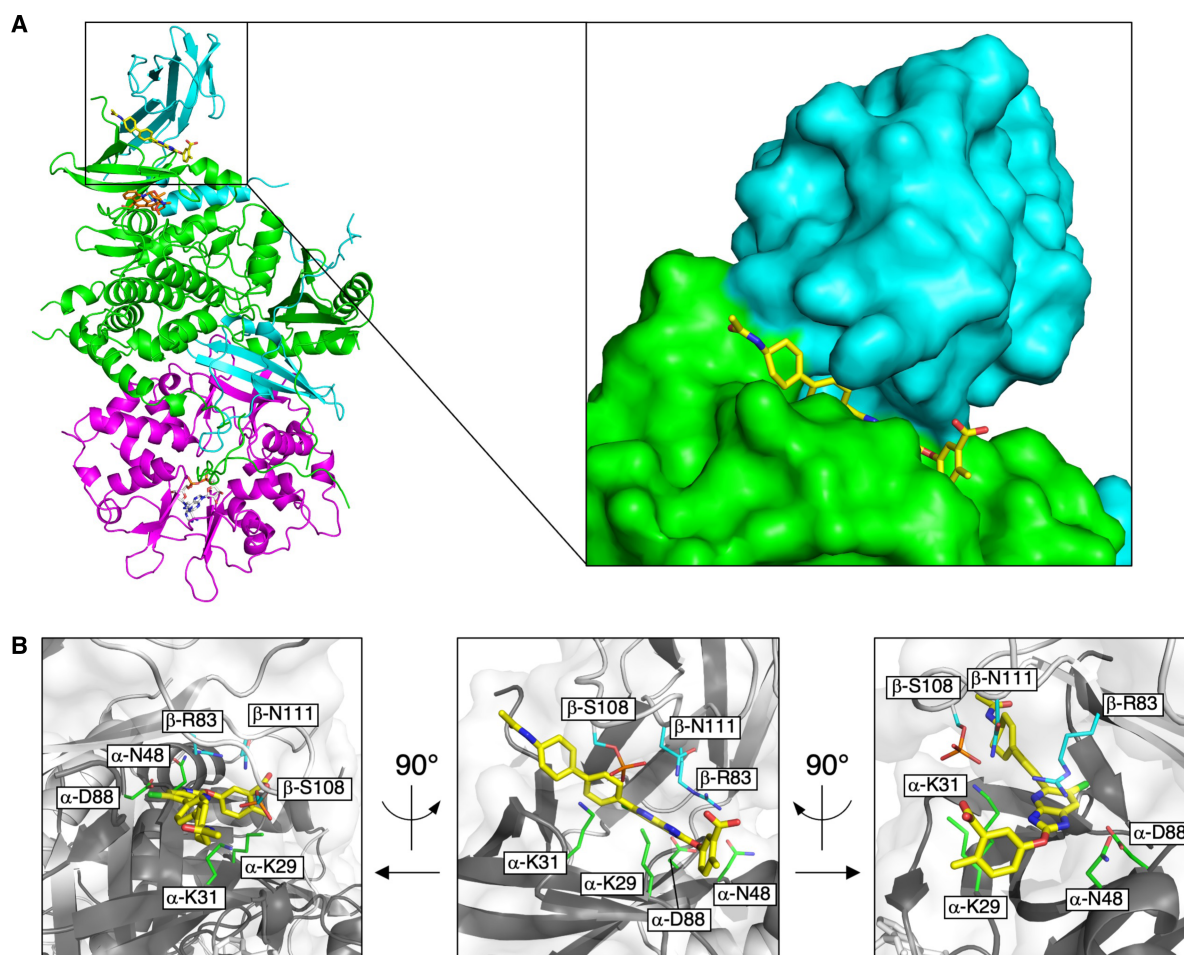 A
B
β-R83
β-N111
α-N48
α-D88
β-S108
α-K29
α-K31
90°
β-S108
β-N111
β-R83
α-K31
α-K29
α-N48
α-D88
90°
β-S108
β-N111
β-R83
α-K31
α-D88
α-K29
α-N48